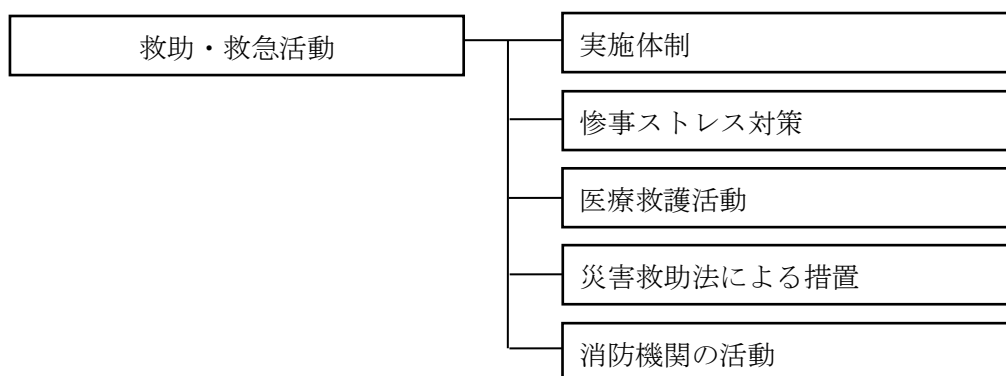 救助・救急活動
実施体制
惨事ストレス対策
医療救護活動
災害救助法による措置
消防機関の活動